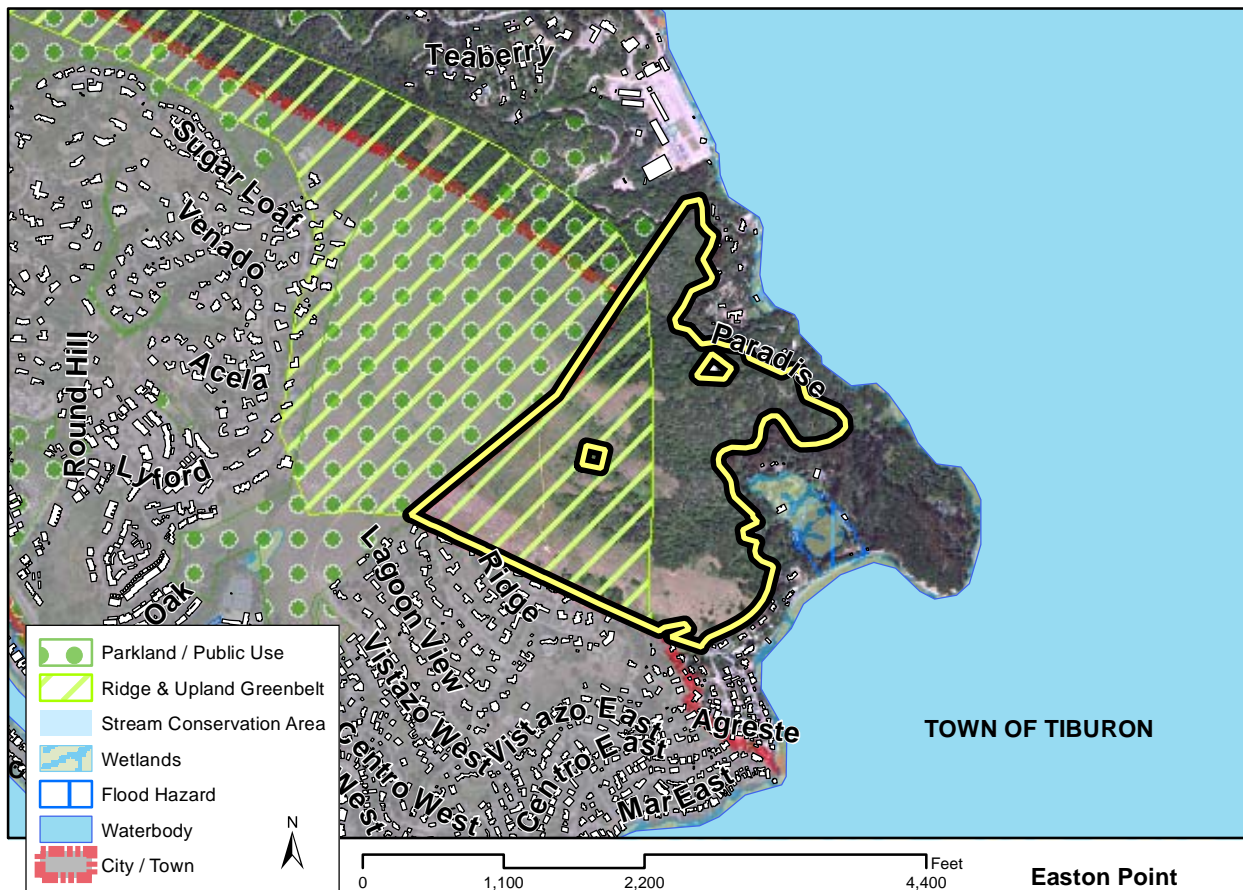 Teaberry
Sugar Loaf
Venado
Acela
Round Hill
Lyford
Oak
Paradise
Ridge
Lagoon View
Vistazo West
Vistazo East
Centro East
Centro West
West
Agreste
Mar East
TOWN OF TIBURON
Parkland / Public Use
Ridge & Upland Greenbelt
Stream Conservation Area
Wetlands
Flood Hazard
Waterbody
City / Town
N
Feet
0 1,100 2,200 4,400
Easton Point